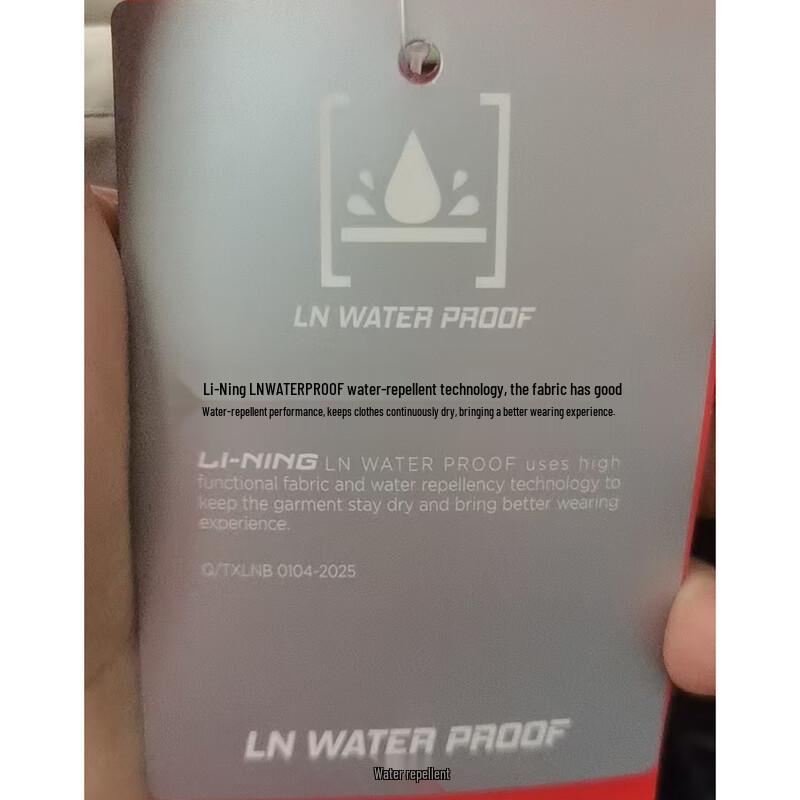 LN WATER PROOF
Li-Ning LNWATERPROOF water-repellent technology, the fabric has good
Water-repellent performance, keeps clothes continuously dry, bringing a better wearing experience.
LI-NING LN WATER PROOF uses high
functional fabric and water repellency technology to
keep the garment stay dry and bring better wearing
experience.
Q/TXLNB 0104-2025
LN WATER PROOF
Water repellent